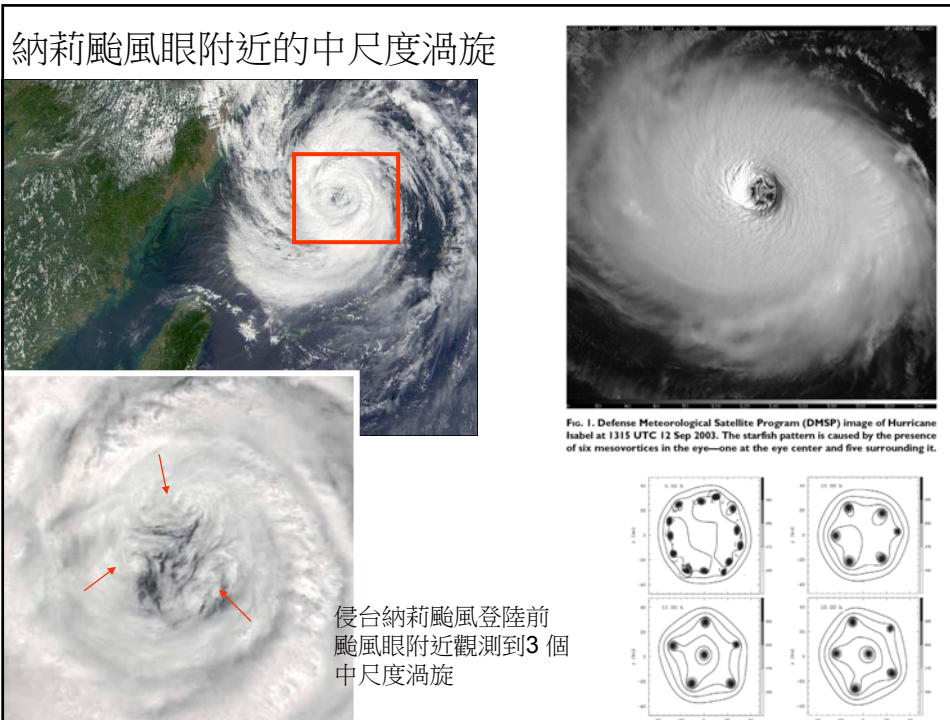 納莉颱風眼附近的中尺度渦旋
FIG. 1. Defense Meteorological Satellite Program (DMSP) image of Hurricane
Isabel at 1315 UTC 12 Sep 2003. The starfish pattern is caused by the presence
of six mesovortices in the eye—one at the eye center and five surrounding it.
侵台納莉颱風登陸前
颱風眼附近觀測到3 個
中尺度渦旋